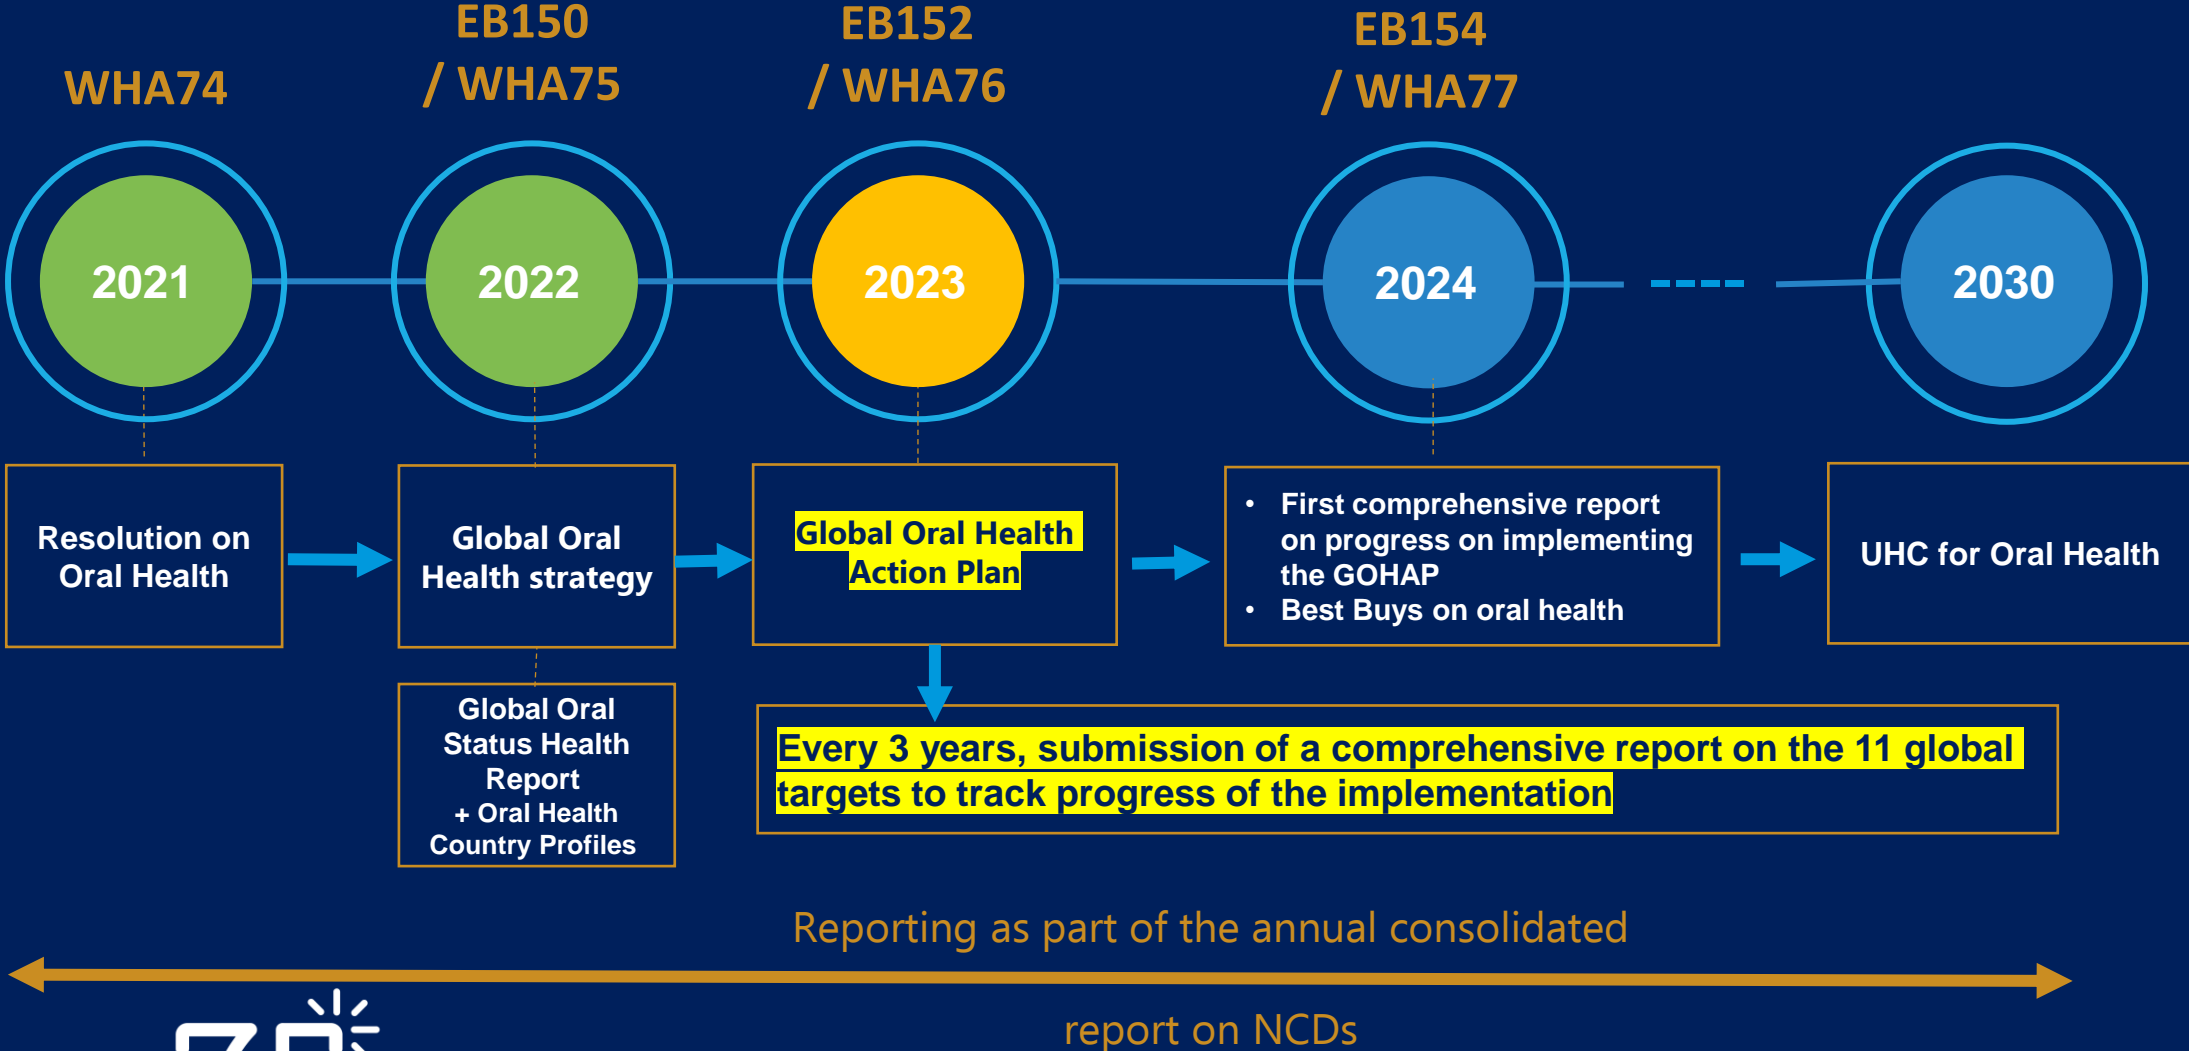 WHA74
EB150
/ WHA75
EB152
/ WHA76
EB154
/ WHA77
2021
2022
2023
2024
2030
Resolution on
Oral Health
Global Oral
Health strategy
Global Oral Health
Action Plan
• First comprehensive report
on progress on implementing
the GOHAP
• Best Buys on oral health
UHC for Oral Health
Global Oral
Status Health
Report
+ Oral Health
Country Profiles
Every 3 years, submission of a comprehensive report on the 11 global
targets to track progress of the implementation
Reporting as part of the annual consolidated
report on NCDs